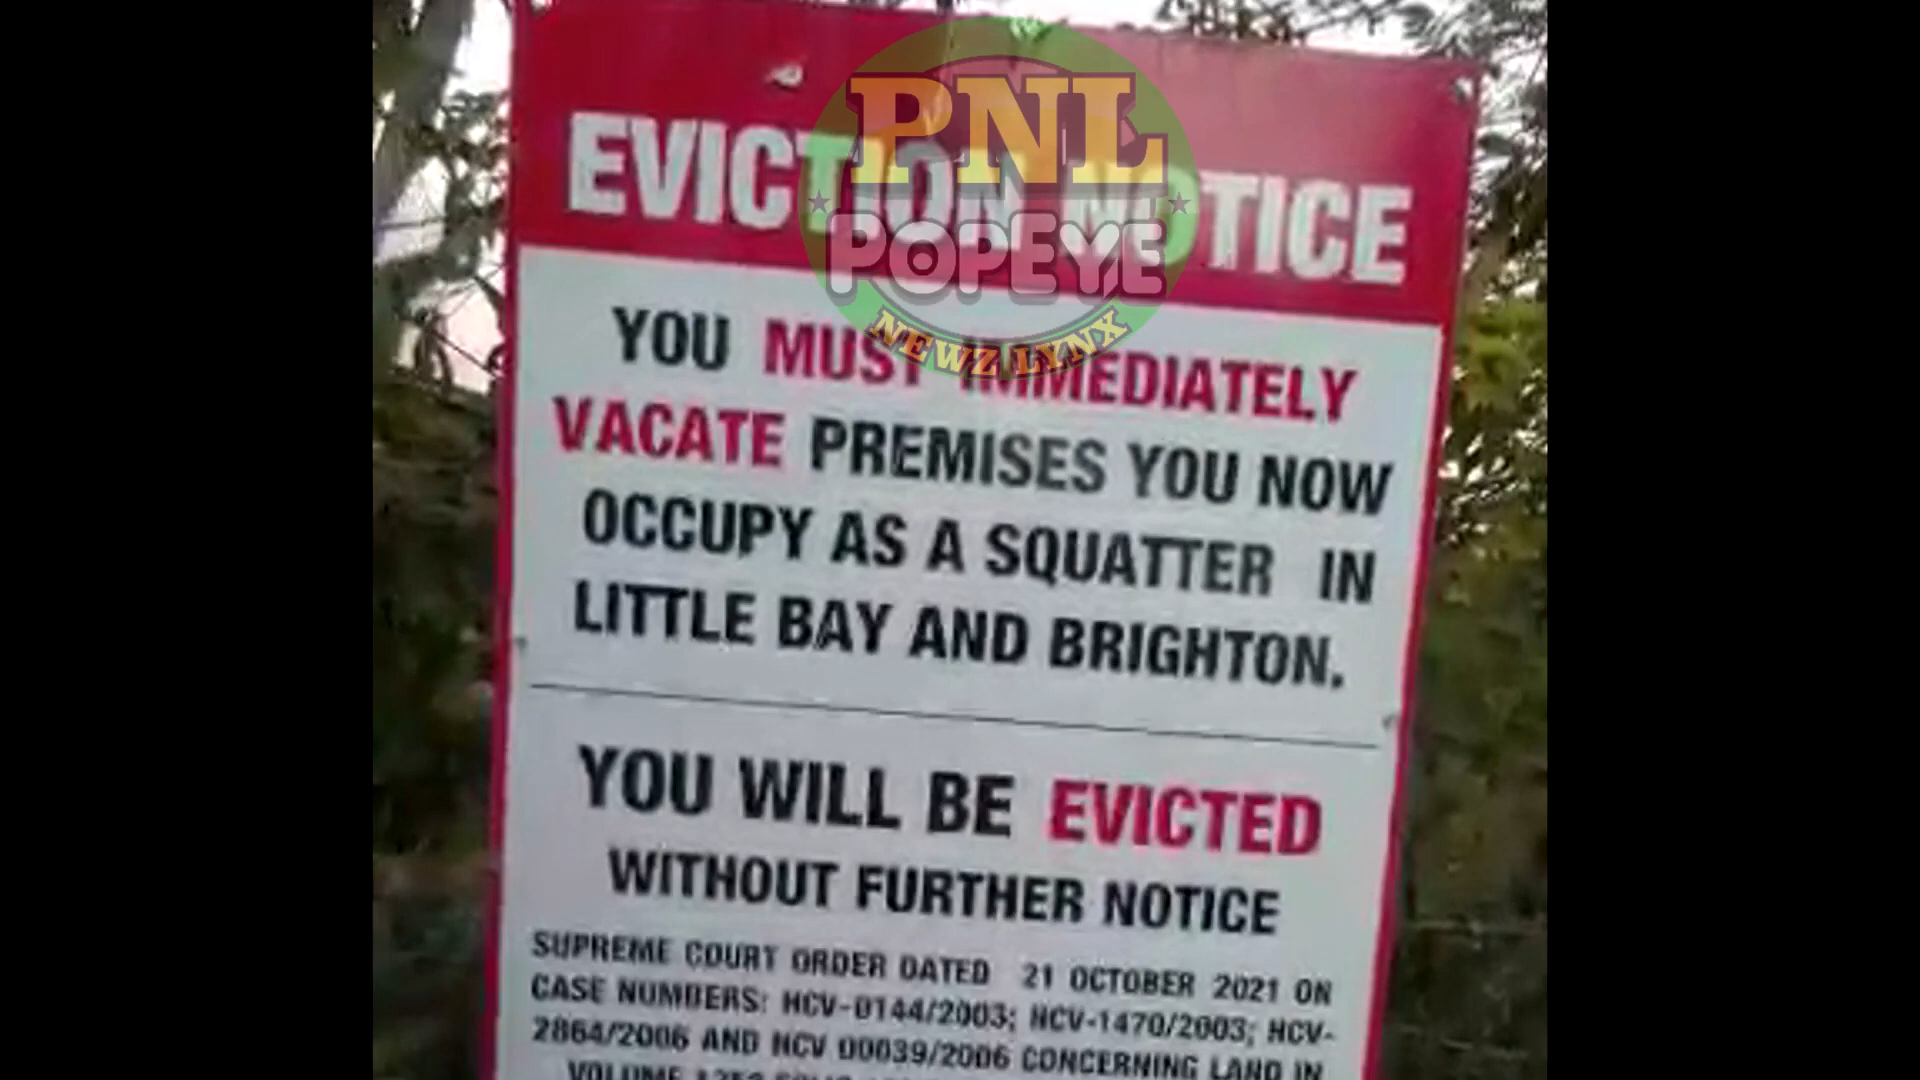 PNL
POPEYE
NEWZ LYNX
EVICTION NOTICE
YOU MUST IMMEDIATELY
VACATE PREMISES YOU NOW
OCCUPY AS A SQUATTER IN
LITTLE BAY AND BRIGHTON.
YOU WILL BE EVICTED
WITHOUT FURTHER NOTICE
SUPREME COURT ORDER DATED 21 OCTOBER 2021 ON
CASE NUMBERS: HCV-0144/2003; HCV-1470/2003; HCV-
2864/2006 AND HCV 00039/2006 CONCERNING LAND IN
VOLUME